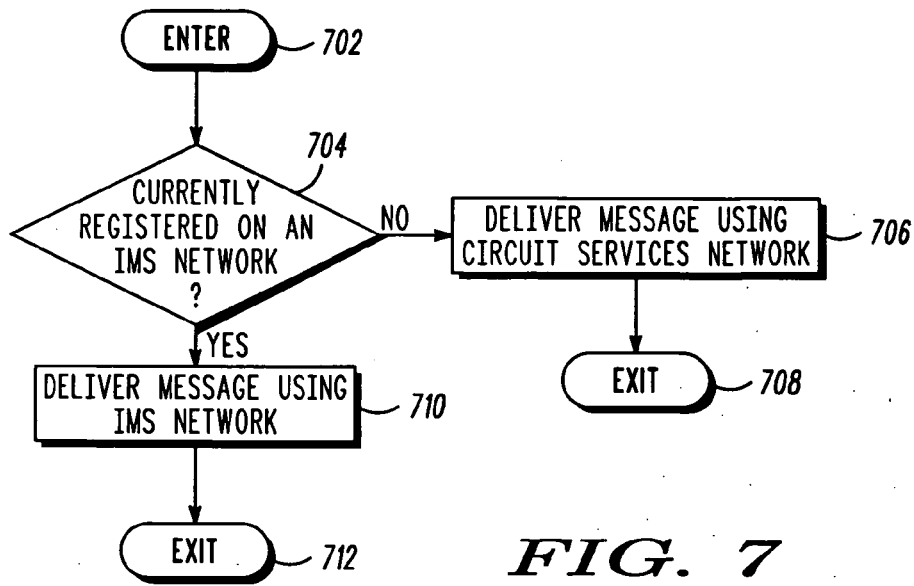 ENTER
702
704
CURRENTLY
REGISTERED ON AN
IMS NETWORK
?
NO
DELIVER MESSAGE USING
CIRCUIT SERVICES NETWORK
706
YES
DELIVER MESSAGE USING
IMS NETWORK
710
EXIT
708
EXIT
712
FIG. 7